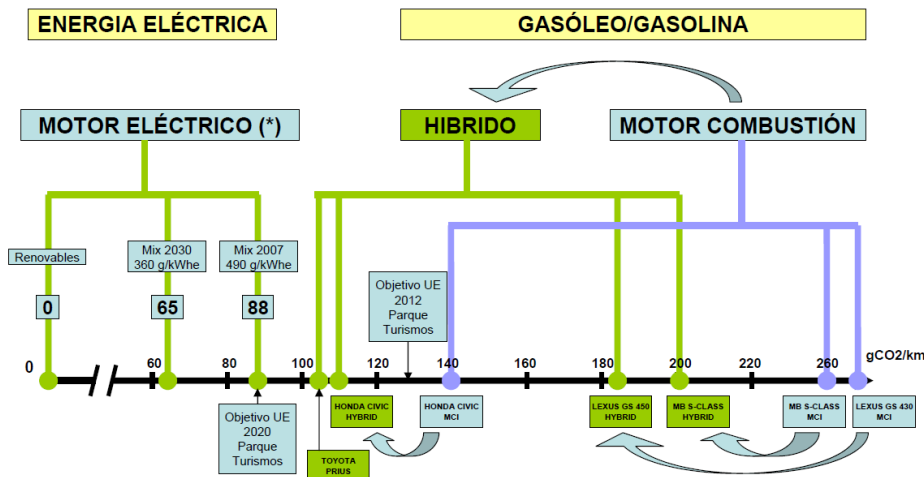 ENERGIA ELÉCTRICA
GASÓLEO/GASOLINA
MOTOR ELÉCTRICO (*)
HIBRIDO
MOTOR COMBUSTIÓN
Renovables
Mix 2030
360 g/kWhe
Mix 2007
490 g/kWhe
Objetivo UE
2012
Parque
Turismos
0
65
88
0
60
80
100
120
140
160
180
200
220
260
gCO2/km
Objetivo UE
2020
Parque
Turismos
TOYOTA
PRIUS
HONDA CIVIC
HYBRID
HONDA CIVIC
MCI
LEXUS GS 450
HYBRID
MB S-CLASS
HYBRID
MB S-CLASS
MCI
LEXUS GS 430
MCI